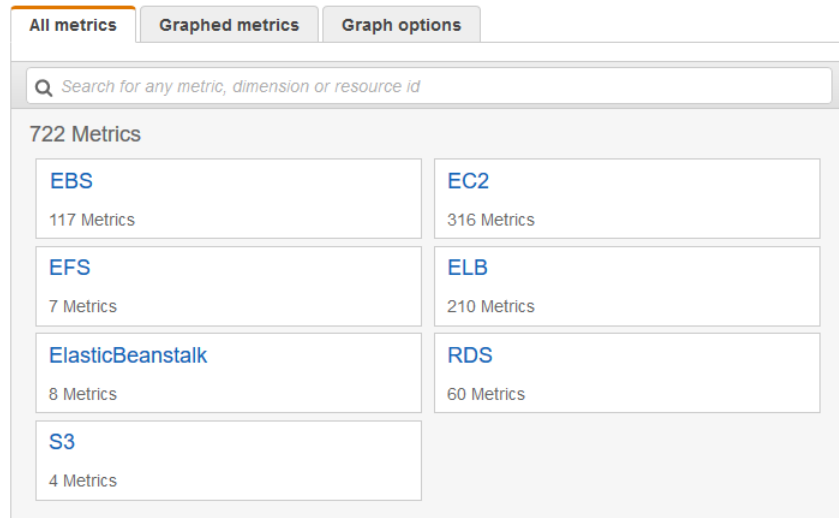 All metrics Graphed metrics Graph options
Search for any metric, dimension or resource id
722 Metrics
EBS
117 Metrics
EC2
316 Metrics
EFS
7 Metrics
ELB
210 Metrics
ElasticBeanstalk
8 Metrics
RDS
60 Metrics
S3
4 Metrics